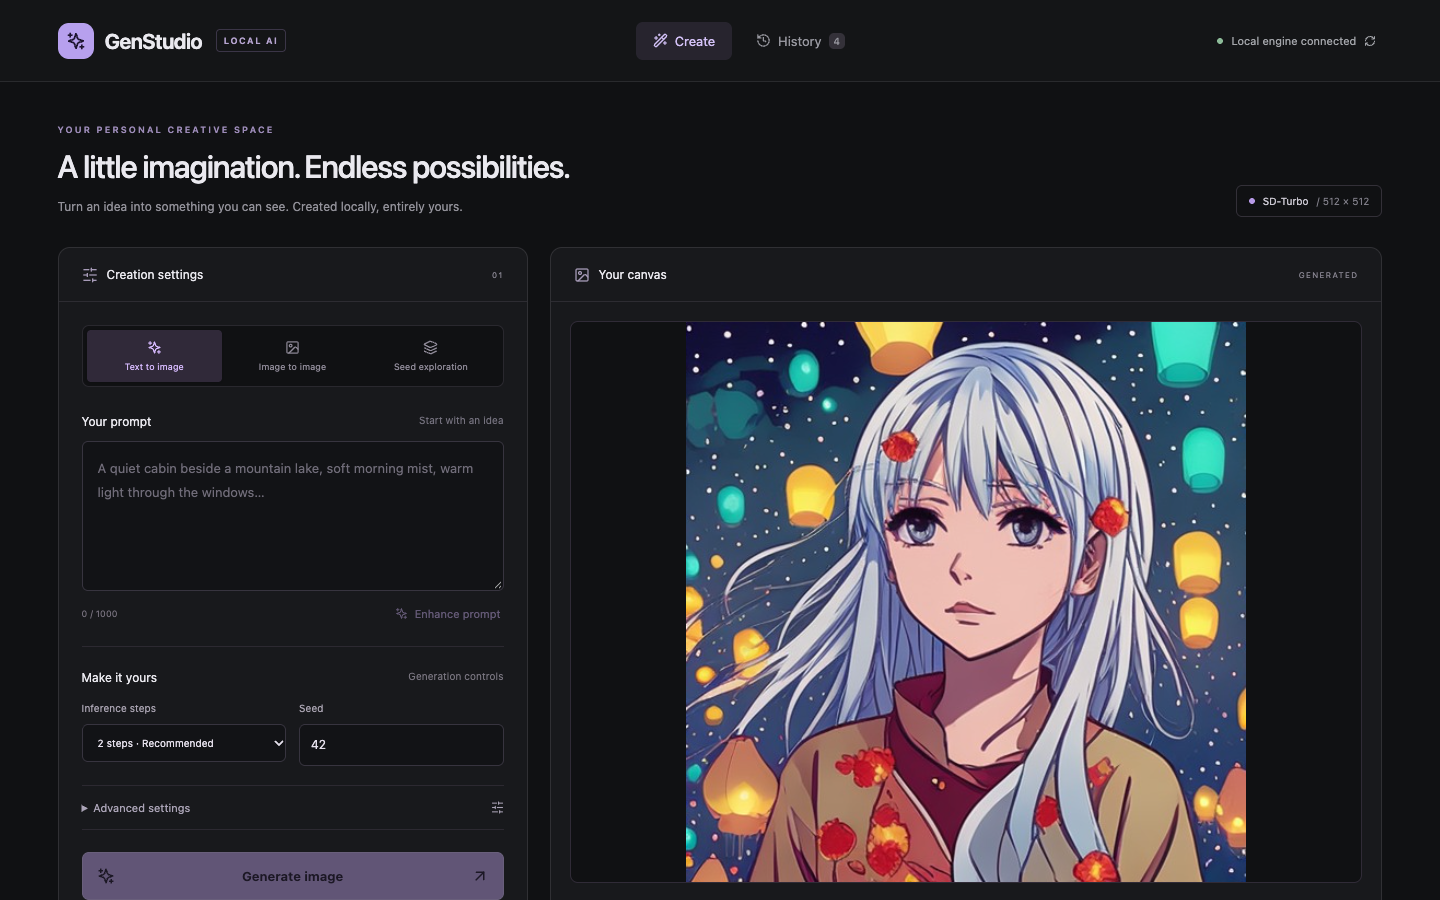 GenStudio LOCAL AI
Create
History 4
Local engine connected
YOUR PERSONAL CREATIVE SPACE
A little imagination. Endless possibilities.
Turn an idea into something you can see. Created locally, entirely yours.
SD-Turbo / 512 × 512
Creation settings 01
Text to image
Image to image
Seed exploration
Your prompt Start with an idea
A quiet cabin beside a mountain lake, soft morning mist, warm
light through the windows...
0 / 1000 Enhance prompt
Make it yours Generation controls
Inference steps Seed
2 steps · Recommended 42
Advanced settings
Generate image
Your canvas GENERATED